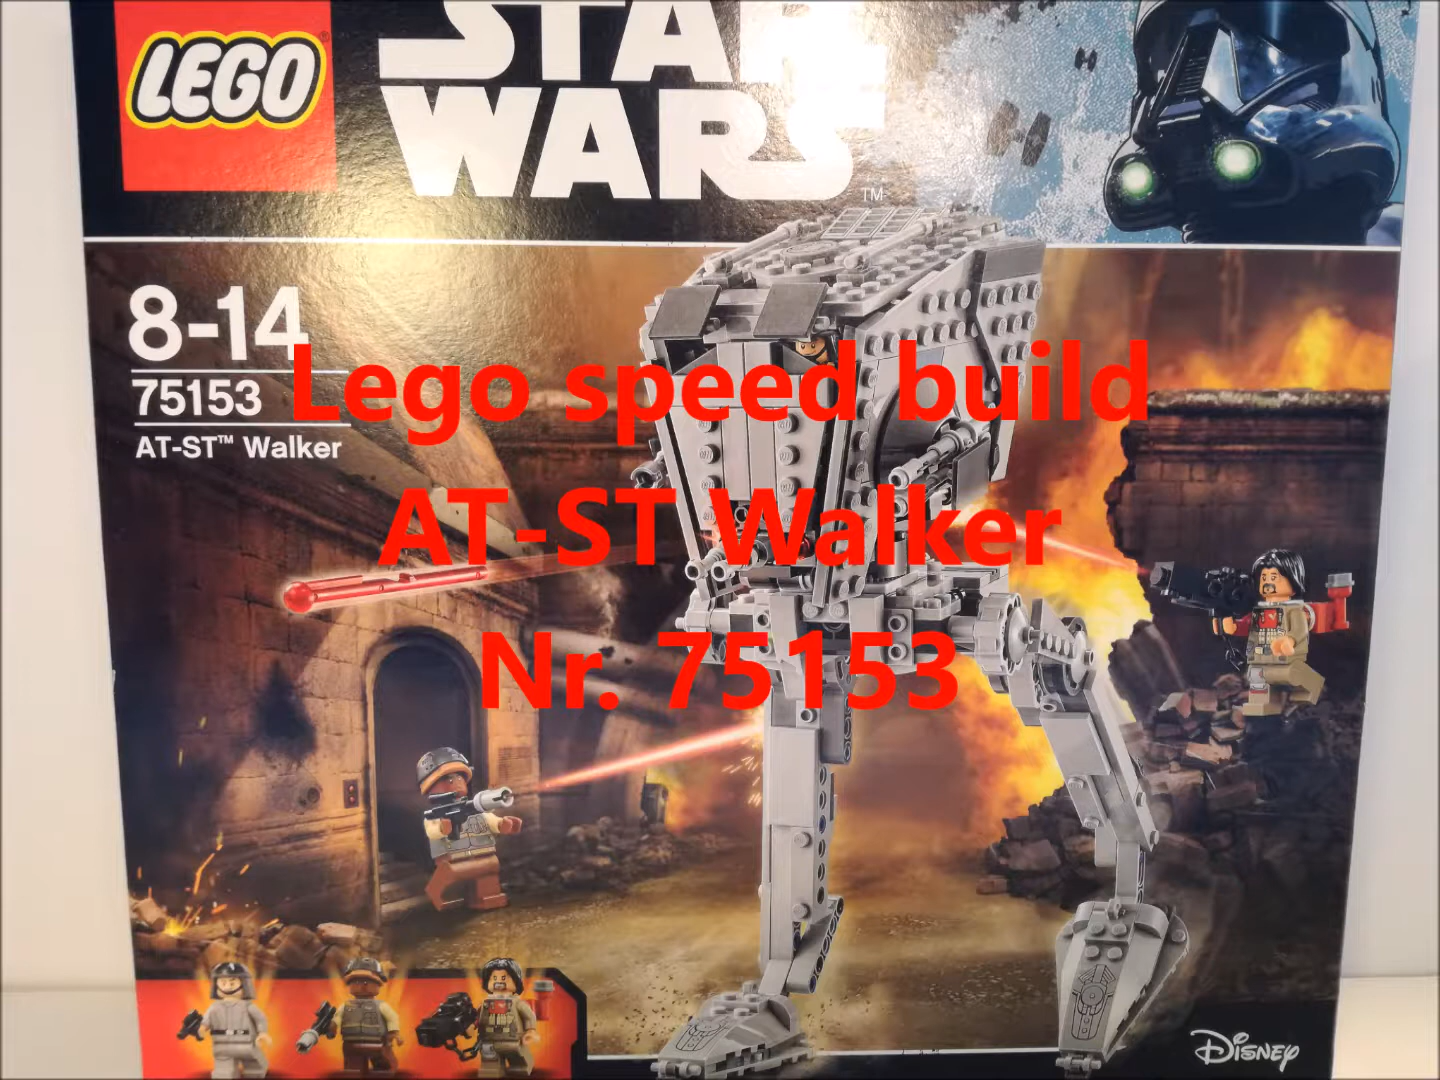 LEGO®
STAR
WARS
TM
8-14
75153
AT-ST™ Walker
Lego speed build
AT-ST Walker
Nr. 75153
Disney